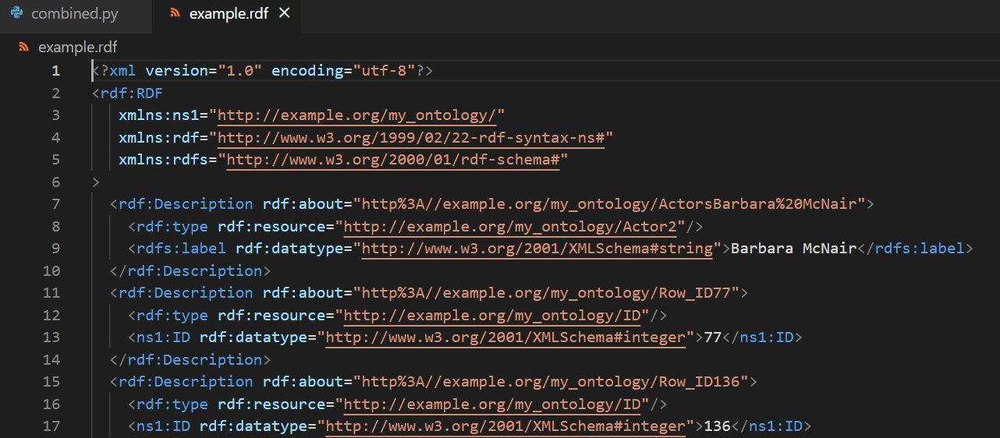 combined.py example.rdf ×
example.rdf
1 <?xml version="1.0" encoding="utf-8"?>
2 <rdf:RDF
3 xmlns:ns1="http://example.org/my_ontology/"
4 xmlns:rdf="http://www.w3.org/1999/02/22-rdf-syntax-ns#"
5 xmlns:rdfs="http://www.w3.org/2000/01/rdf-schema#"
6 >
7 <rdf:Description rdf:about="http%3A//example.org/my_ontology/ActorsBarbara%20McNair">
8 <rdf:type rdf:resource="http://example.org/my_ontology/Actor2"/>
9 <rdfs:label rdf:datatype="http://www.w3.org/2001/XMLSchema#string">Barbara McNair</rdfs:label>
10 </rdf:Description>
11 <rdf:Description rdf:about="http%3A//example.org/my_ontology/Row_ID77">
12 <rdf:type rdf:resource="http://example.org/my_ontology/ID"/>
13 <ns1:ID rdf:datatype="http://www.w3.org/2001/XMLSchema#integer">77</ns1:ID>
14 </rdf:Description>
15 <rdf:Description rdf:about="http%3A//example.org/my_ontology/Row_ID136">
16 <rdf:type rdf:resource="http://example.org/my_ontology/ID"/>
17 <ns1:ID rdf:datatype="http://www.w3.org/2001/XMLSchema#integer">136</ns1:ID>